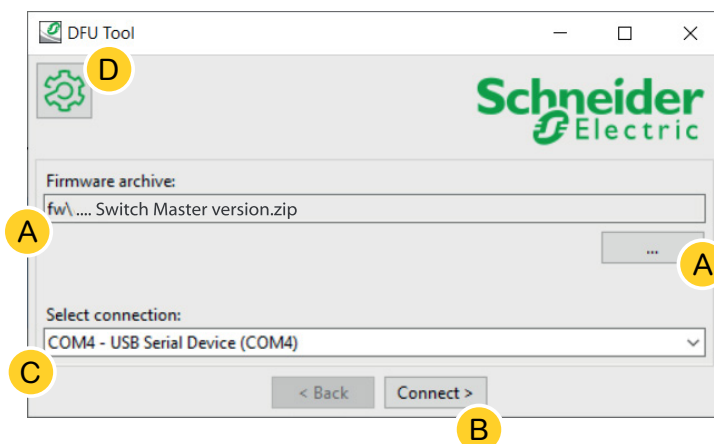 DFU Tool
D
Schneider
Electric
Firmware archive:
fw\ .... Switch Master version.zip
A
...
A
Select connection:
COM4 - USB Serial Device (COM4)
C
< Back
Connect >
B